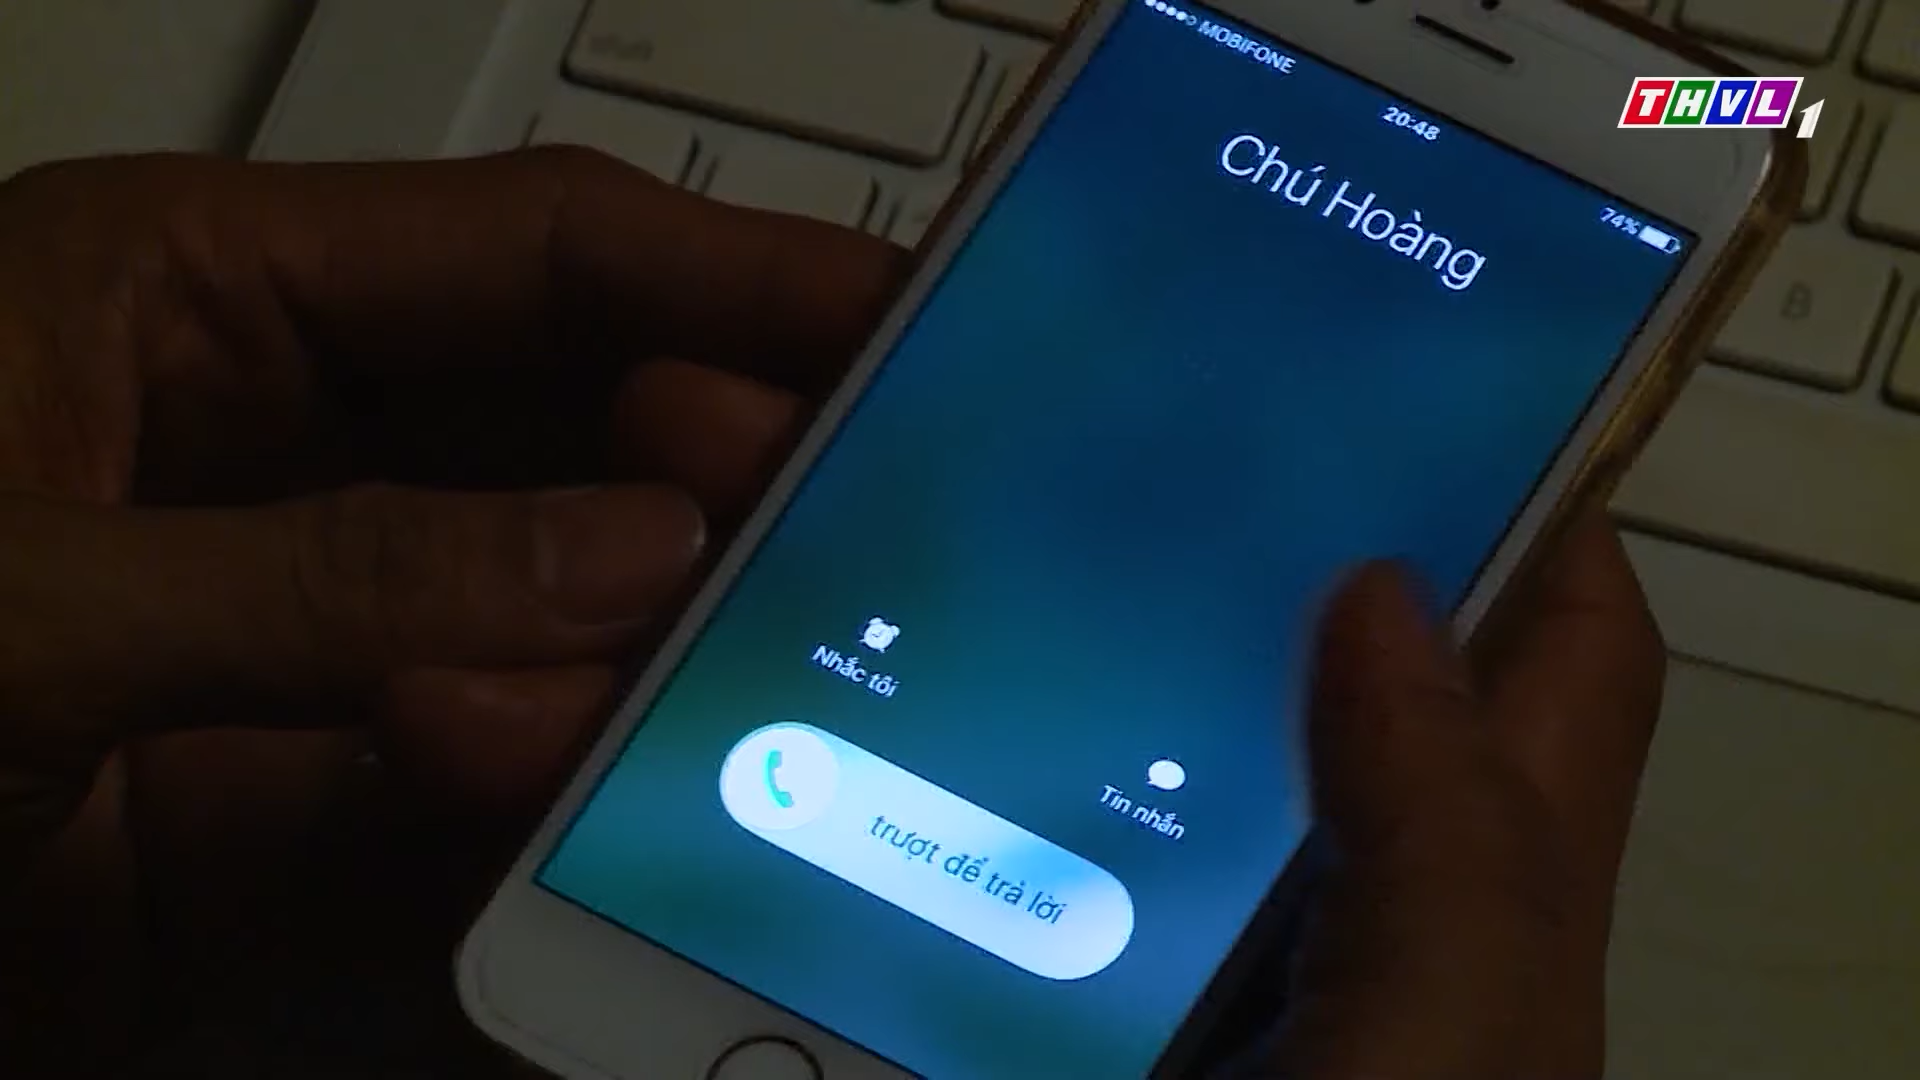 MOBIFONE
20:48
74%
Chú Hoàng
THVL1
B
Nhắc tôi
Tin nhắn
trượt để trả lời